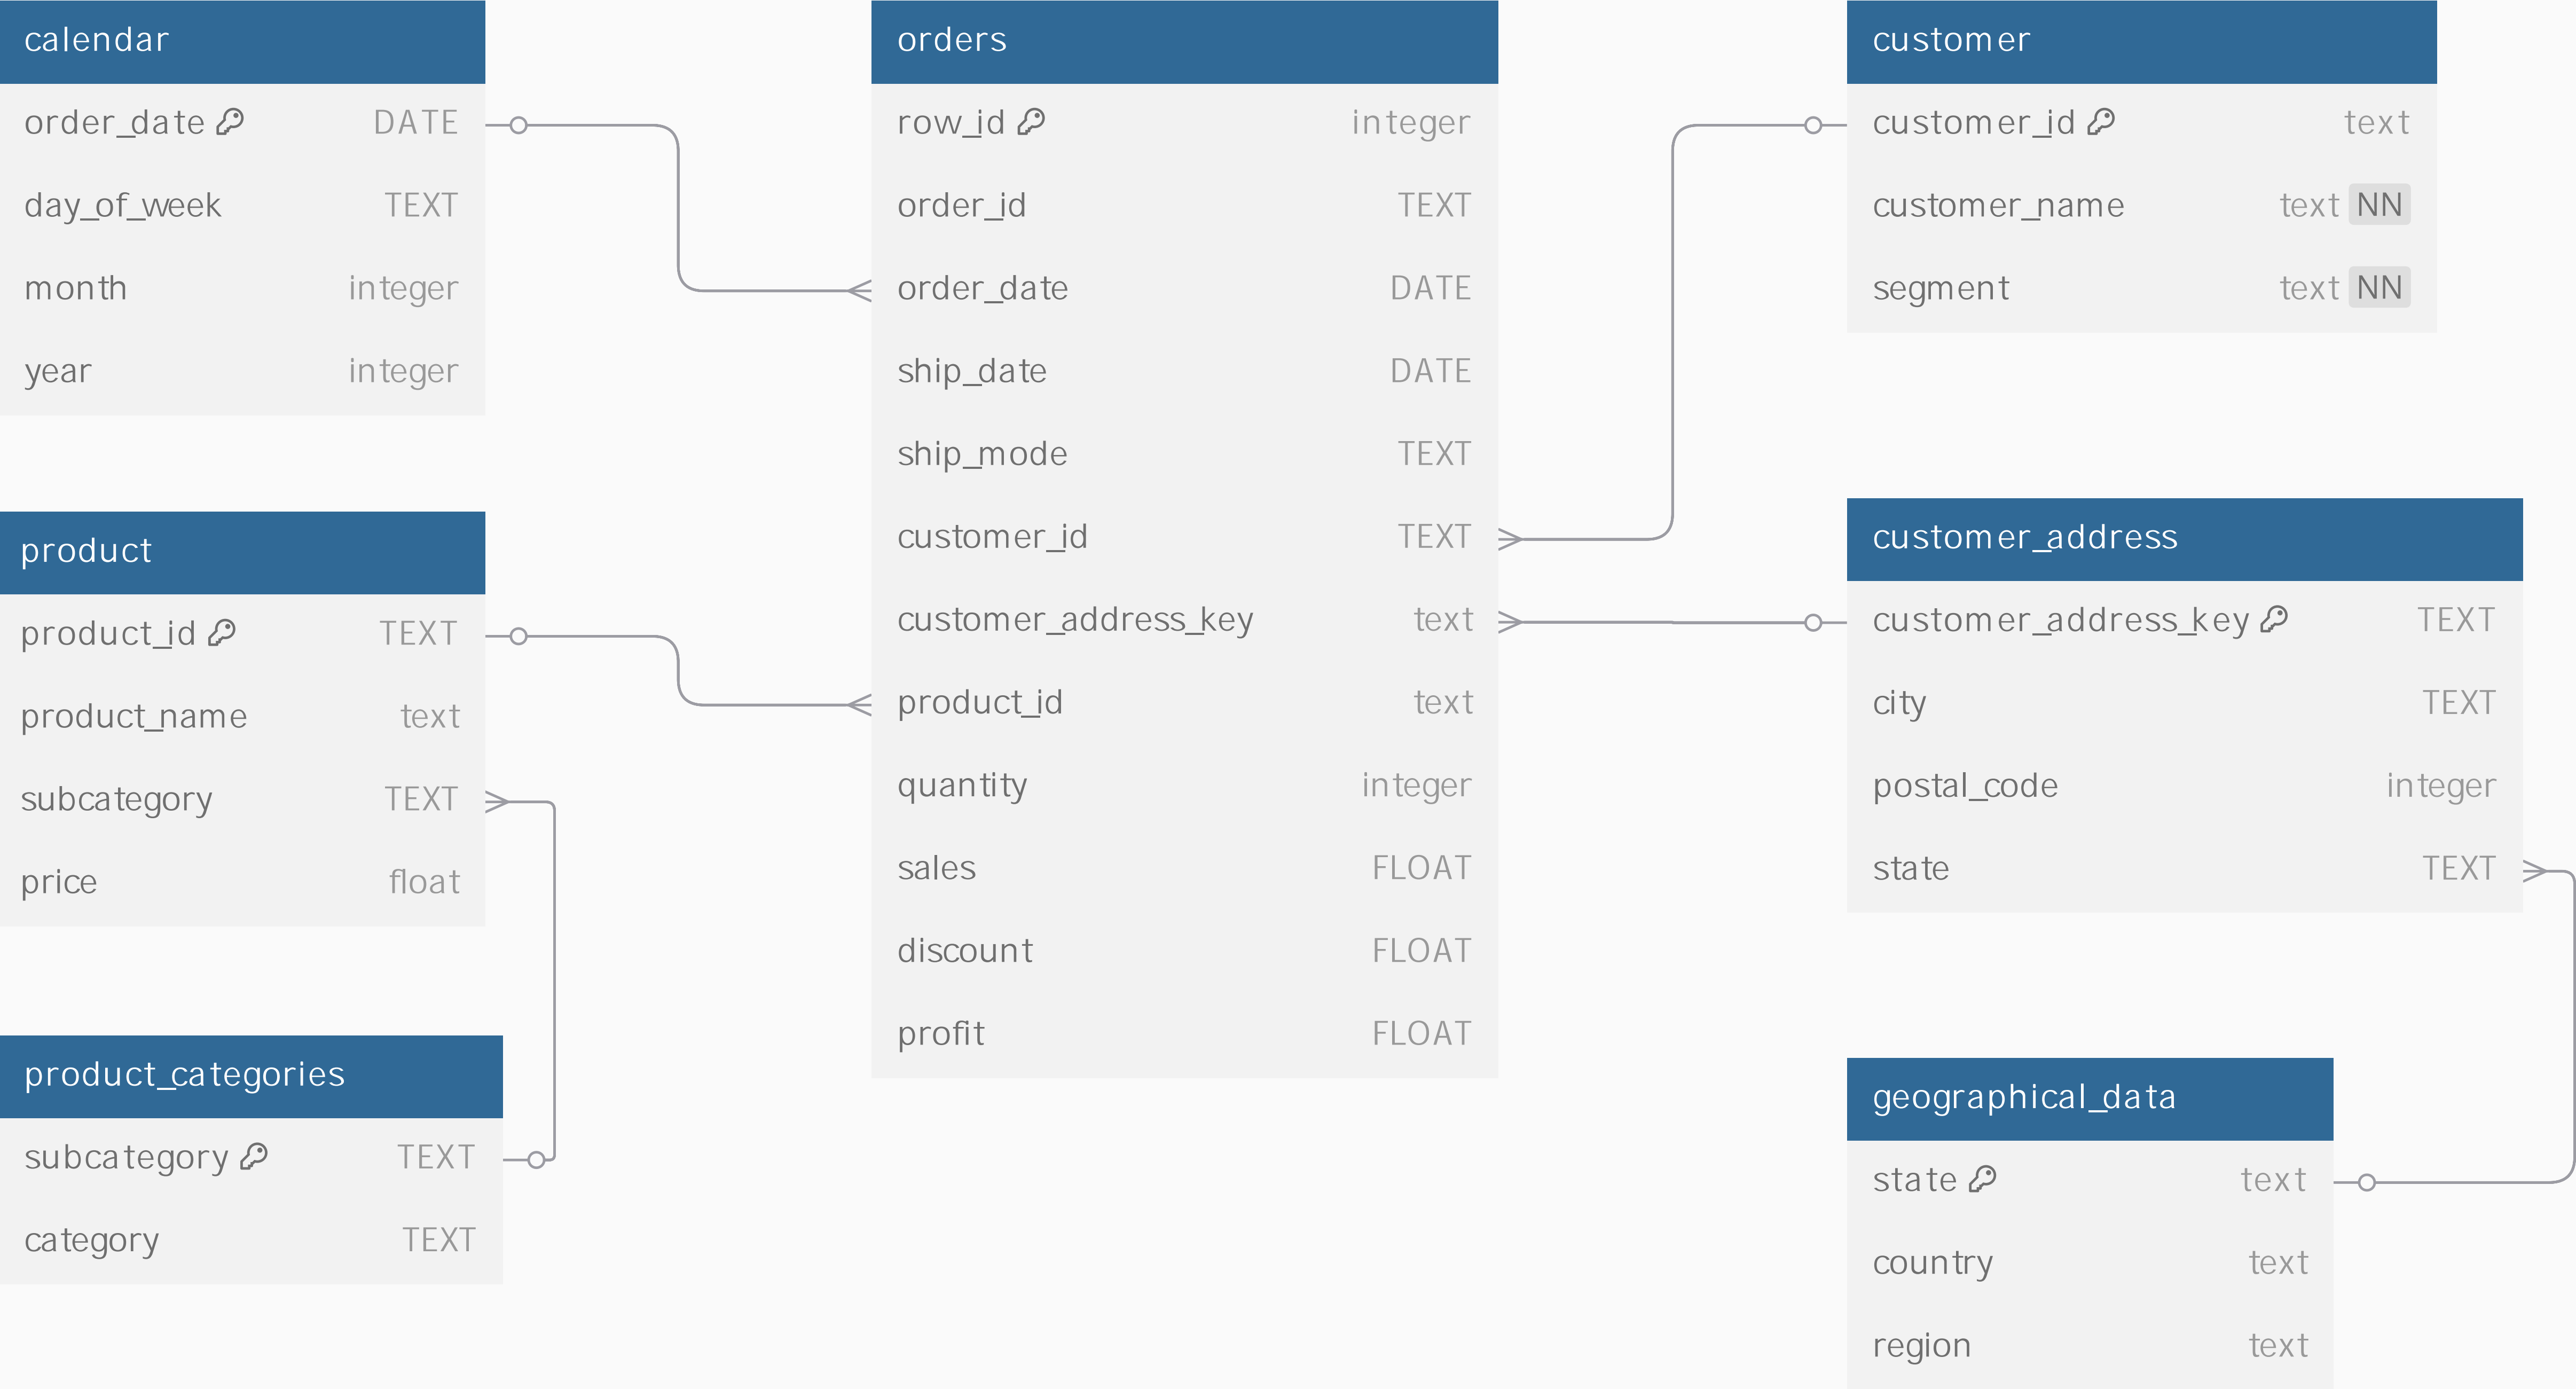 calendar
order_date DATE
day_of_week TEXT
month integer
year integer
product
product_id TEXT
product_name text
subcategory TEXT
price float
product_categories
subcategory TEXT
category TEXT
orders
row_id integer
order_id TEXT
order_date DATE
ship_date DATE
ship_mode TEXT
customer_id TEXT
customer_address_key text
product_id text
quantity integer
sales FLOAT
discount FLOAT
profit FLOAT
customer
customer_id text
customer_name text NN
segment text NN
customer_address
customer_address_key TEXT
city TEXT
postal_code integer
state TEXT
geographical_data
state text
country text
region text